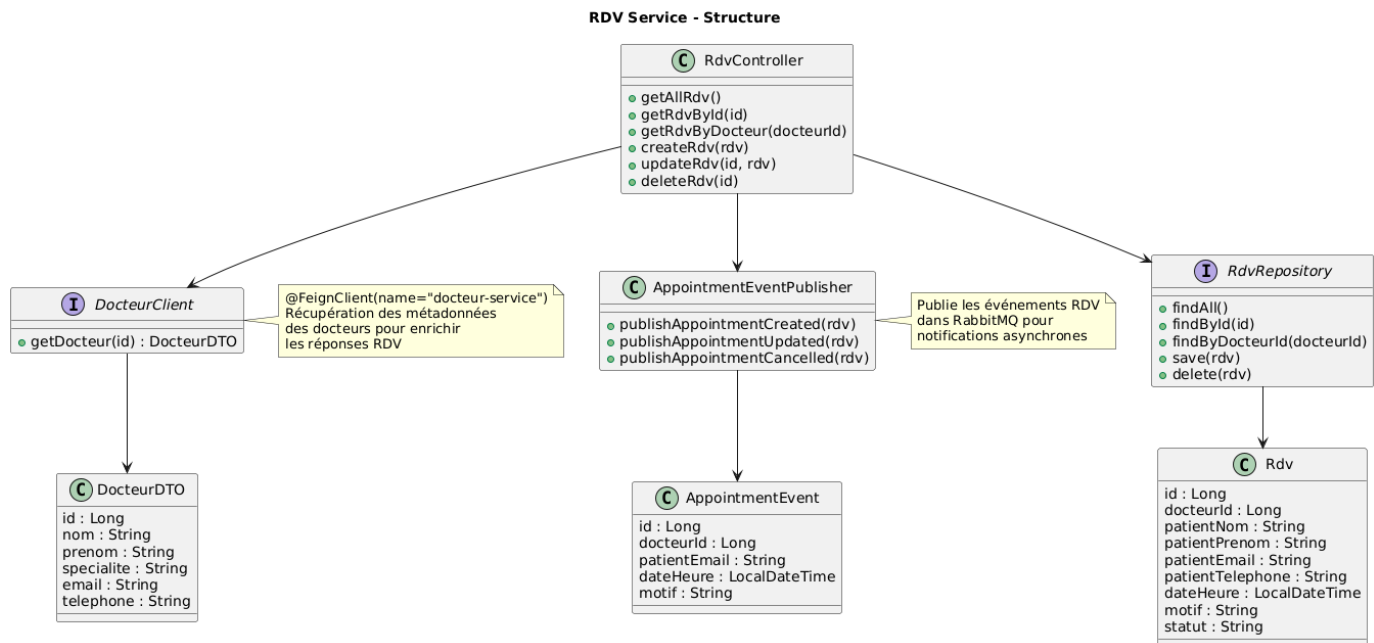 RDV Service - Structure
C RdvController
getAllRdv()
getRdvById(id)
getRdvByDocteur(docteurId)
createRdv(rdv)
updateRdv(id, rdv)
deleteRdv(id)
I DocteurClient
getDocteur(id) : DocteurDTO
@FeignClient(name="docteur-service")
Récupération des métadonnées
des docteurs pour enrichir
les réponses RDV
C AppointmentEventPublisher
publishAppointmentCreated(rdv)
publishAppointmentUpdated(rdv)
publishAppointmentCancelled(rdv)
Publie les événements RDV
dans RabbitMQ pour
notifications asynchrones
I RdvRepository
findAll()
findById(id)
findByDocteurId(docteurId)
save(rdv)
delete(rdv)
C DocteurDTO
id : Long
nom : String
prenom : String
specialite : String
email : String
telephone : String
C AppointmentEvent
id : Long
docteurId : Long
patientEmail : String
dateHeure : LocalDateTime
motif : String
C Rdv
id : Long
docteurId : Long
patientNom : String
patientPrenom : String
patientEmail : String
patientTelephone : String
dateHeure : LocalDateTime
motif : String
statut : String